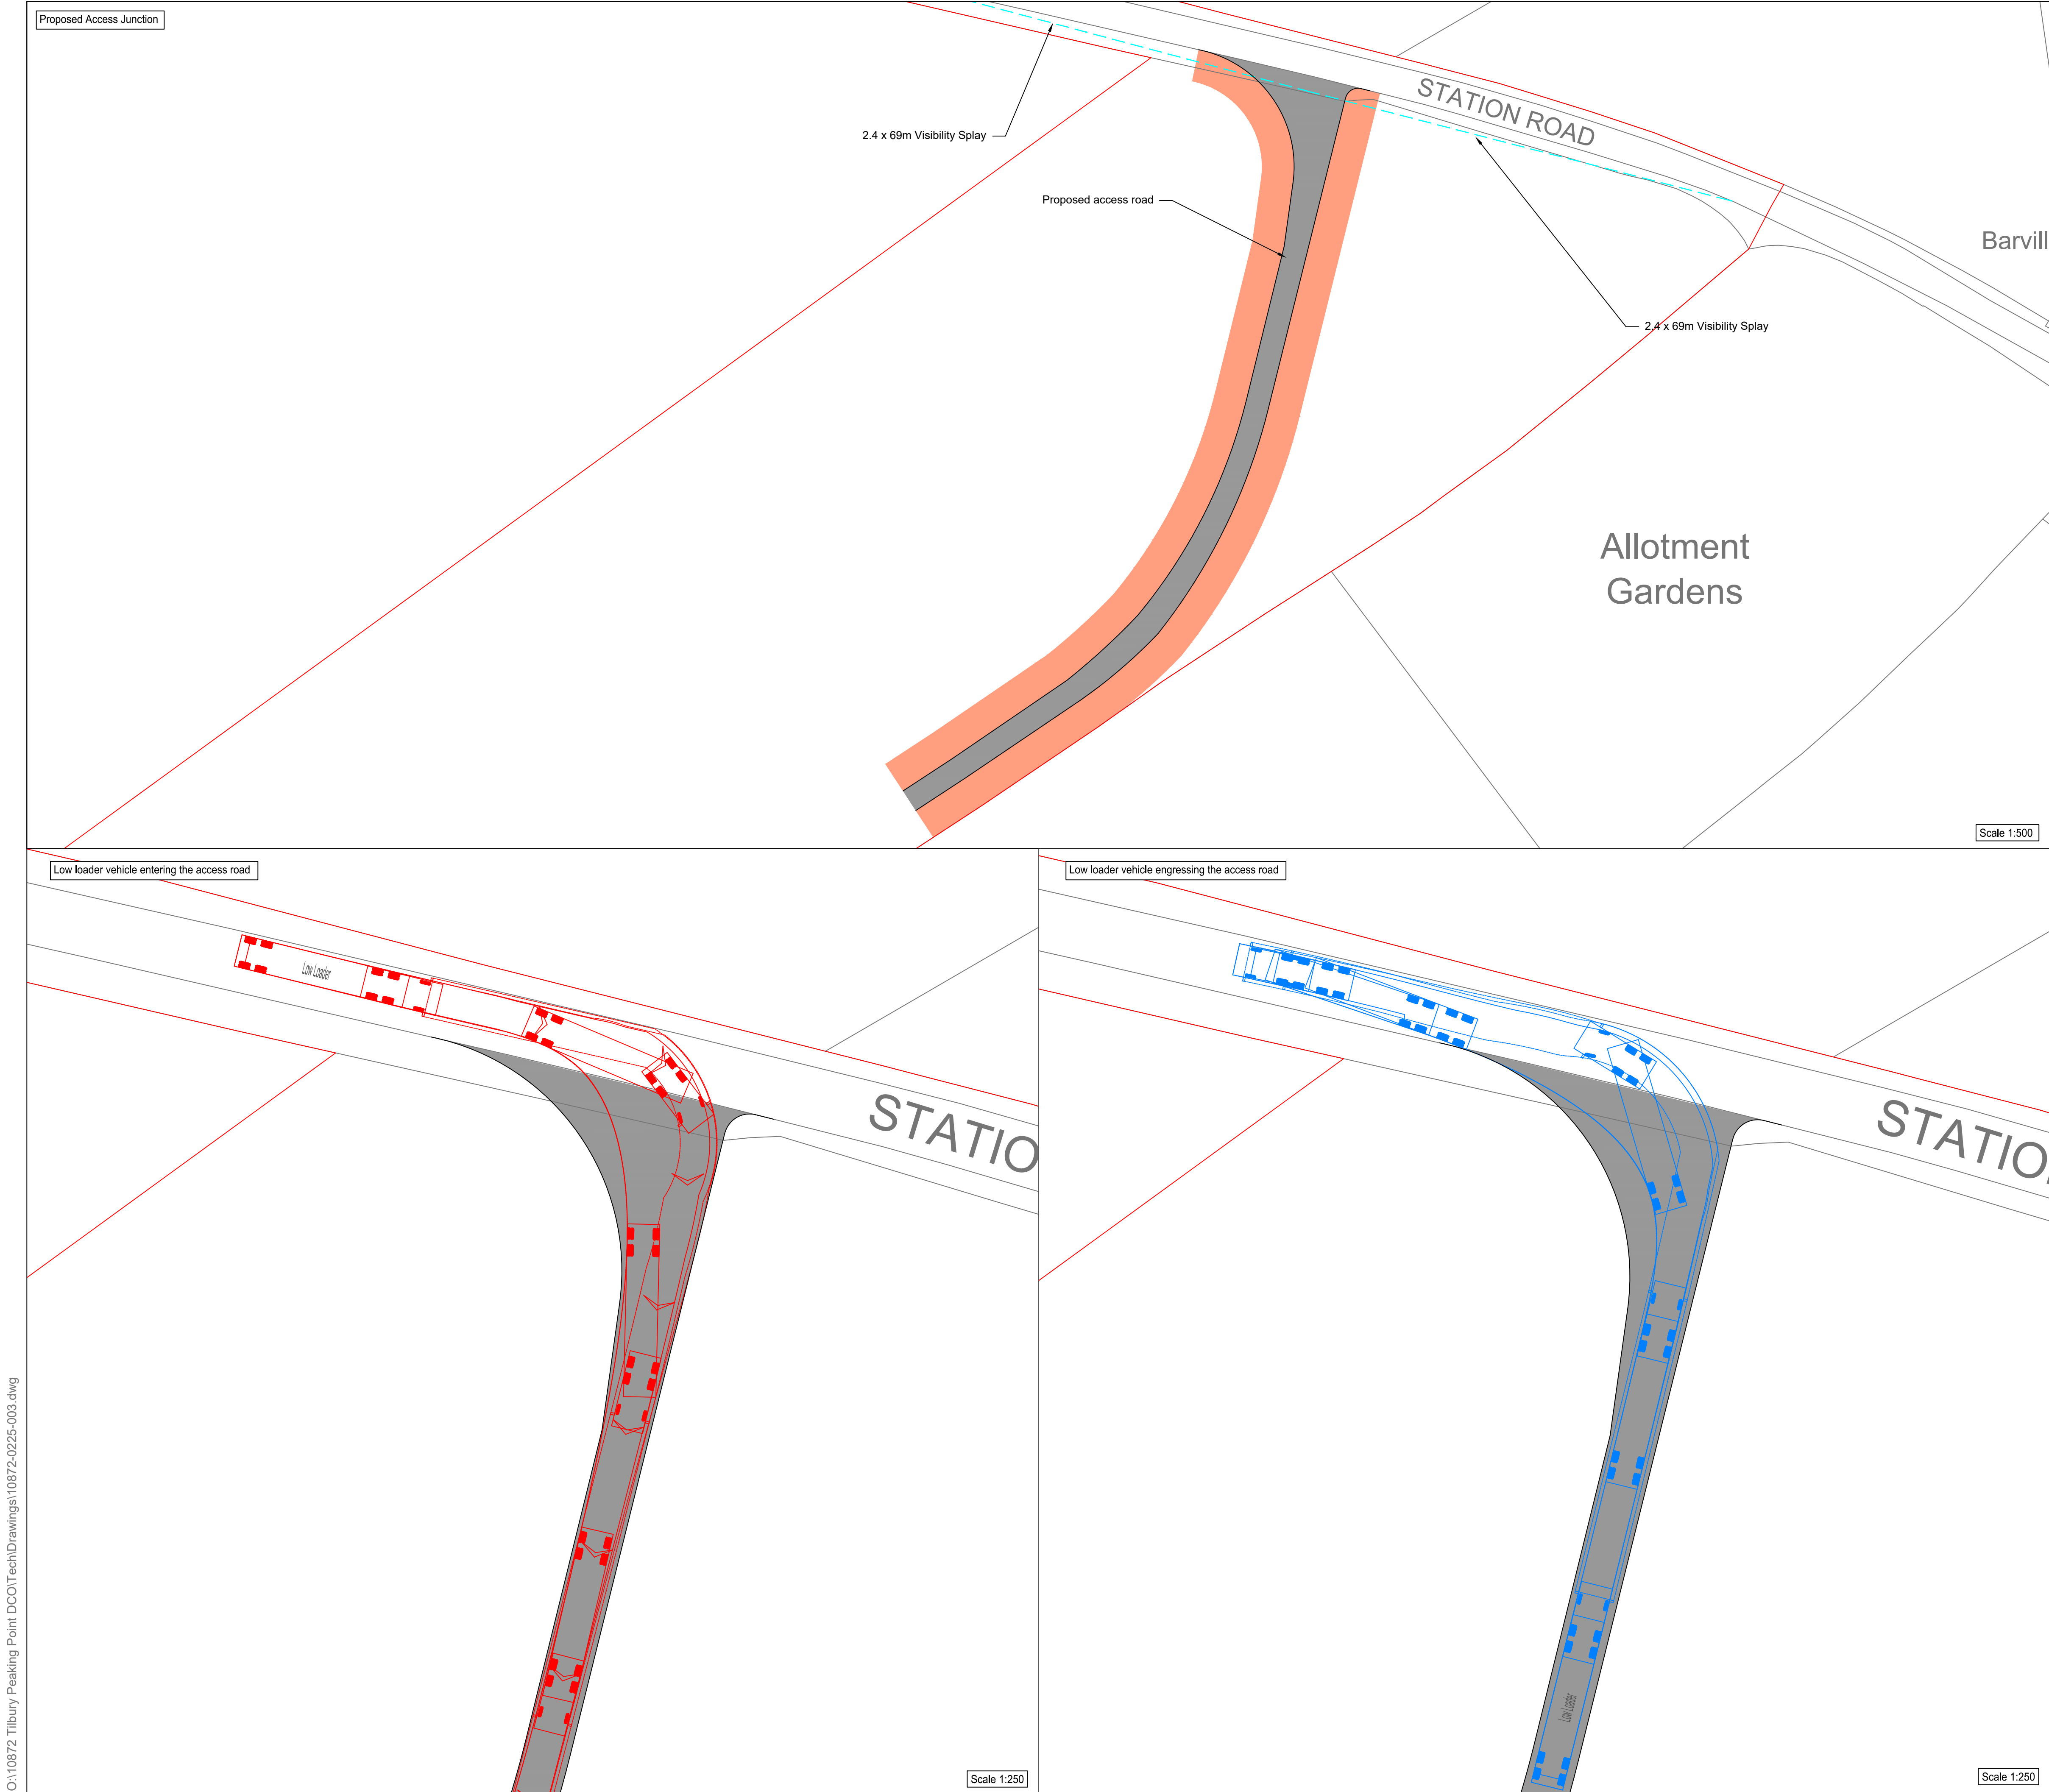 Proposed Access Junction
2.4 x 69m Visibility Splay
STATION ROAD
Proposed access road
Barvill
2.4 x 69m Visibility Splay
Allotment
Gardens
Scale 1:500
Low loader vehicle entering the access road
Low Loader
STATIO
Scale 1:250
Low loader vehicle engressing the access road
STATIO
Low Loader
Scale 1:250
O:\10872 Tilbury Peaking Point DCO\Tech\Drawings\10872-0225-003.dwg